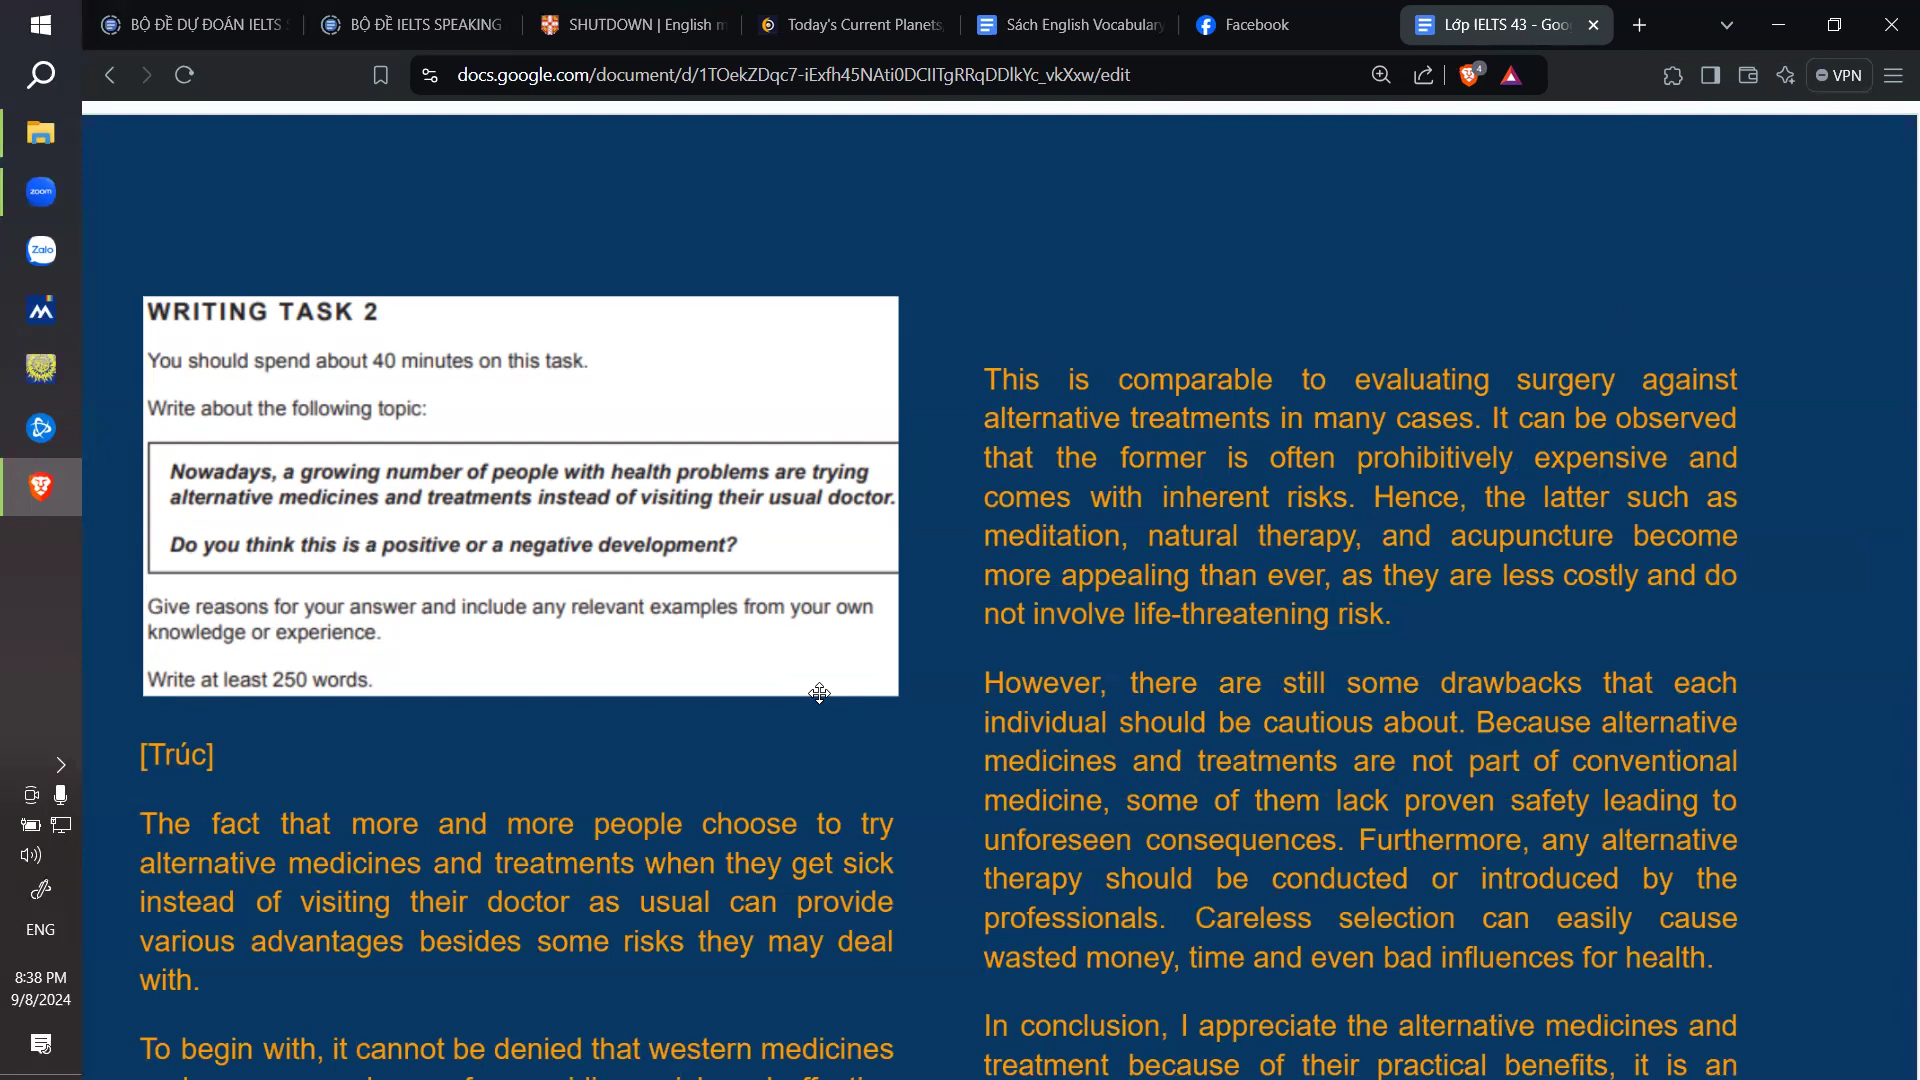 BỘ ĐỀ DỰ ĐOÁN IELTS S
BỘ ĐỀ IELTS SPEAKING
SHUTDOWN | English m
Today's Current Planets,
Sách English Vocabulary
Facebook
Lớp IELTS 43 - Goo
docs.google.com/document/d/1TOekZDqc7-iExfh45NAti0DCIITgRRqDDlkYc_vkXxw/edit
4
VPN
zoom
Zalo
ENG
8:38 PM
9/8/2024
WRITING TASK 2
You should spend about 40 minutes on this task.
Write about the following topic:
Nowadays, a growing number of people with health problems are trying
alternative medicines and treatments instead of visiting their usual doctor.
Do you think this is a positive or a negative development?
Give reasons for your answer and include any relevant examples from your own
knowledge or experience.
Write at least 250 words.
[Trúc]
The fact that more and more people choose to try
alternative medicines and treatments when they get sick
instead of visiting their doctor as usual can provide
various advantages besides some risks they may deal
with.
To begin with, it cannot be denied that western medicines
This is comparable to evaluating surgery against
alternative treatments in many cases. It can be observed
that the former is often prohibitively expensive and
comes with inherent risks. Hence, the latter such as
meditation, natural therapy, and acupuncture become
more appealing than ever, as they are less costly and do
not involve life-threatening risk.
However, there are still some drawbacks that each
individual should be cautious about. Because alternative
medicines and treatments are not part of conventional
medicine, some of them lack proven safety leading to
unforeseen consequences. Furthermore, any alternative
therapy should be conducted or introduced by the
professionals. Careless selection can easily cause
wasted money, time and even bad influences for health.
In conclusion, I appreciate the alternative medicines and
treatment because of their practical benefits, it is an